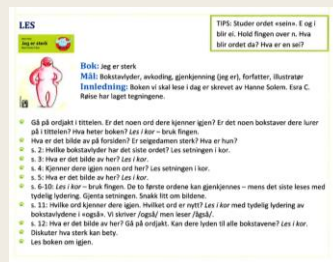 LES
TIPS: Studer ordet «sein». E og i
blir ei. Hold fingen over n. Hva
blir ordet da? Hva er en sei?
Jeg er sterk
Bok: Jeg er sterk
Mål: Bokstavlyder, avkoding, gjenkjenning (jeg er), forfatter, illustratør
Innledning: Boken vi skal lese i dag er skrevet av Hanne Solem. Esra C.
Røise har laget tegningene.
Gå på ordjakt i tittelen. Er det noen ord dere kjenner igjen? Er det noen bokstaver dere lurer
på i tittelen? Hva heter boken? Les i kor – bruk fingen.
Hva er det bilde av på forsiden? Er seigedamen sterk? Hva er hun?
s. 2: Hvilke bokstavlyder har det siste ordet? Les setningen i kor.
s. 3: Hva er det bilde av her? Les i kor.
s. 4: Kjenner dere igjen noen ord her? Les setningen i kor.
s. 5: Hva er det bilde av her? Les i kor.
s. 6-10: Les i kor – bruk fingen. De to første ordene kan gjenkjennes – mens det siste leses med
tydelig lydering. Gjenta setningen. Snakk litt om bildene.
s. 11: Hvilke ord kjenner dere igjen. Hvilket ord er nytt? Les i kor med tydelig lydering av
bokstavlydene i «også». Vi skriver /også/ men leser /ågså/.
s. 12: Hva er det bilde av her? Gå på ordjakt. Kan dere lyden til alle bokstavene? Les i kor.
Diskuter hva sterk kan bety.
Les boken om igjen.